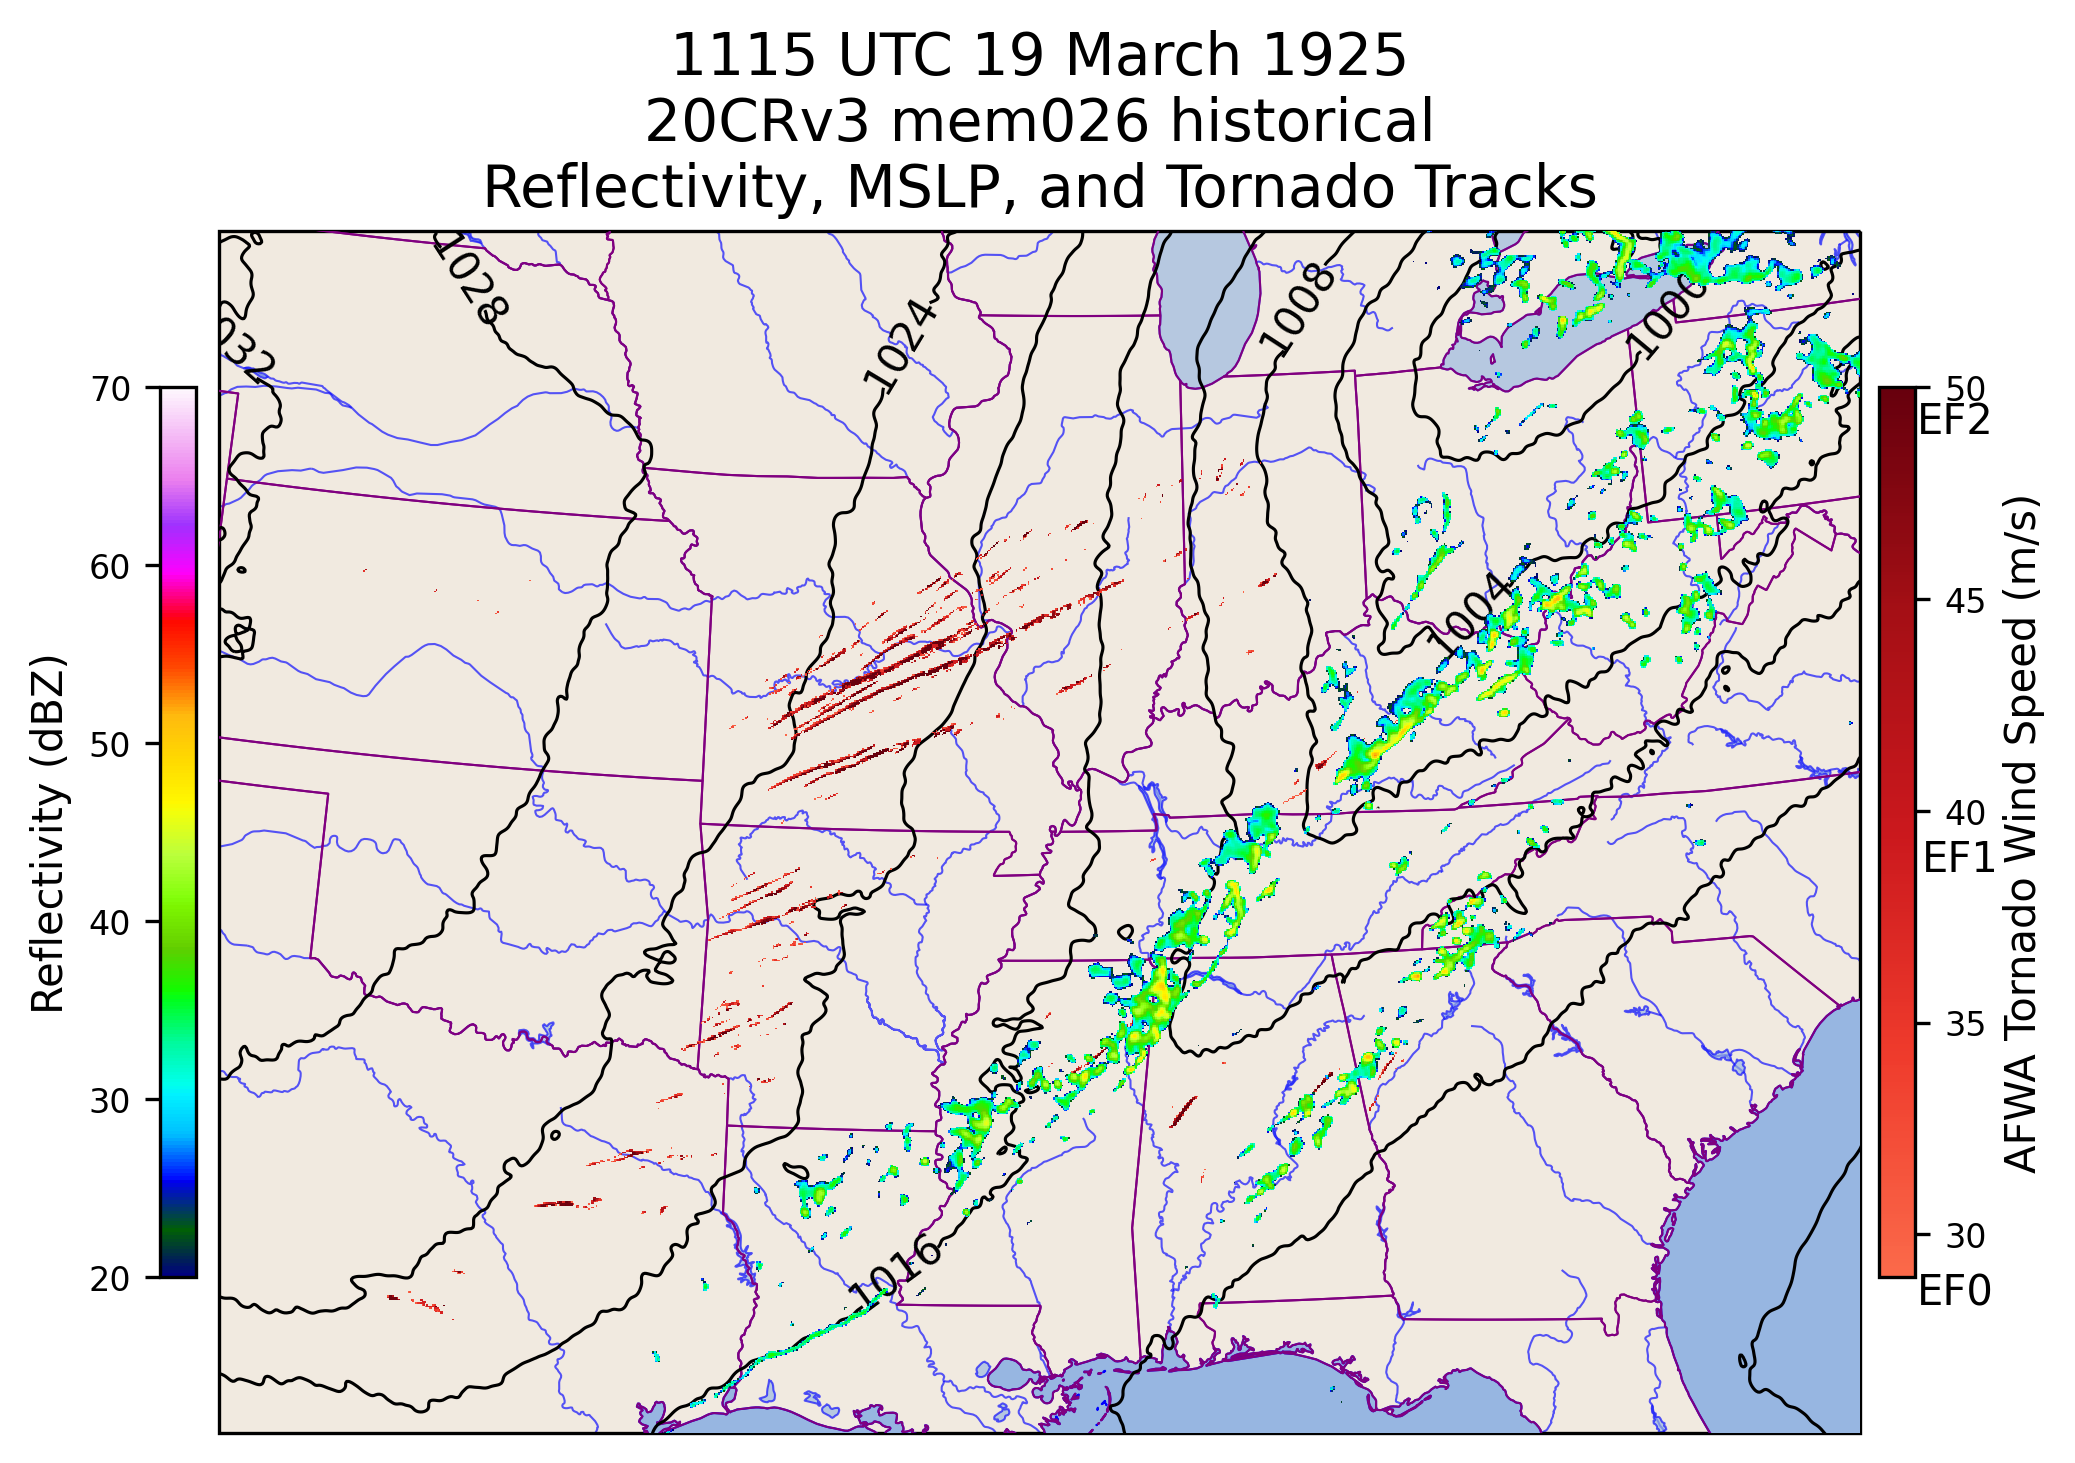 1115 UTC 19 March 1925
20CRv3 mem026 historical
Reflectivity, MSLP, and Tornado Tracks
1028
1024
1008
1000
032
1004
1016
70
60
50
40
30
20
Reflectivity (dBZ)
50
EF2
45
40
EF1
35
30
EF0
AFWA Tornado Wind Speed (m/s)